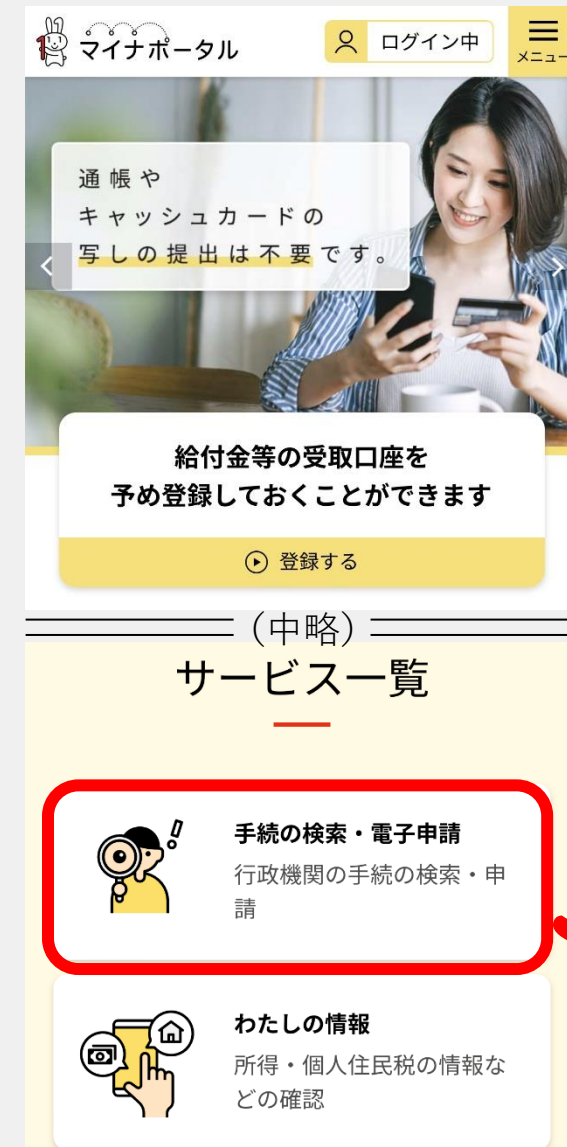 マイナポータル
ログイン中
メニュー
通帳や
キャッシュカードの
写しの提出は不要です。
給付金等の受取口座を
予め登録しておくことができます
登録する
(中略)
サービス一覧
手続の検索・電子申請
行政機関の手続の検索・申
請
わたしの情報
所得・個人住民税の情報な
どの確認